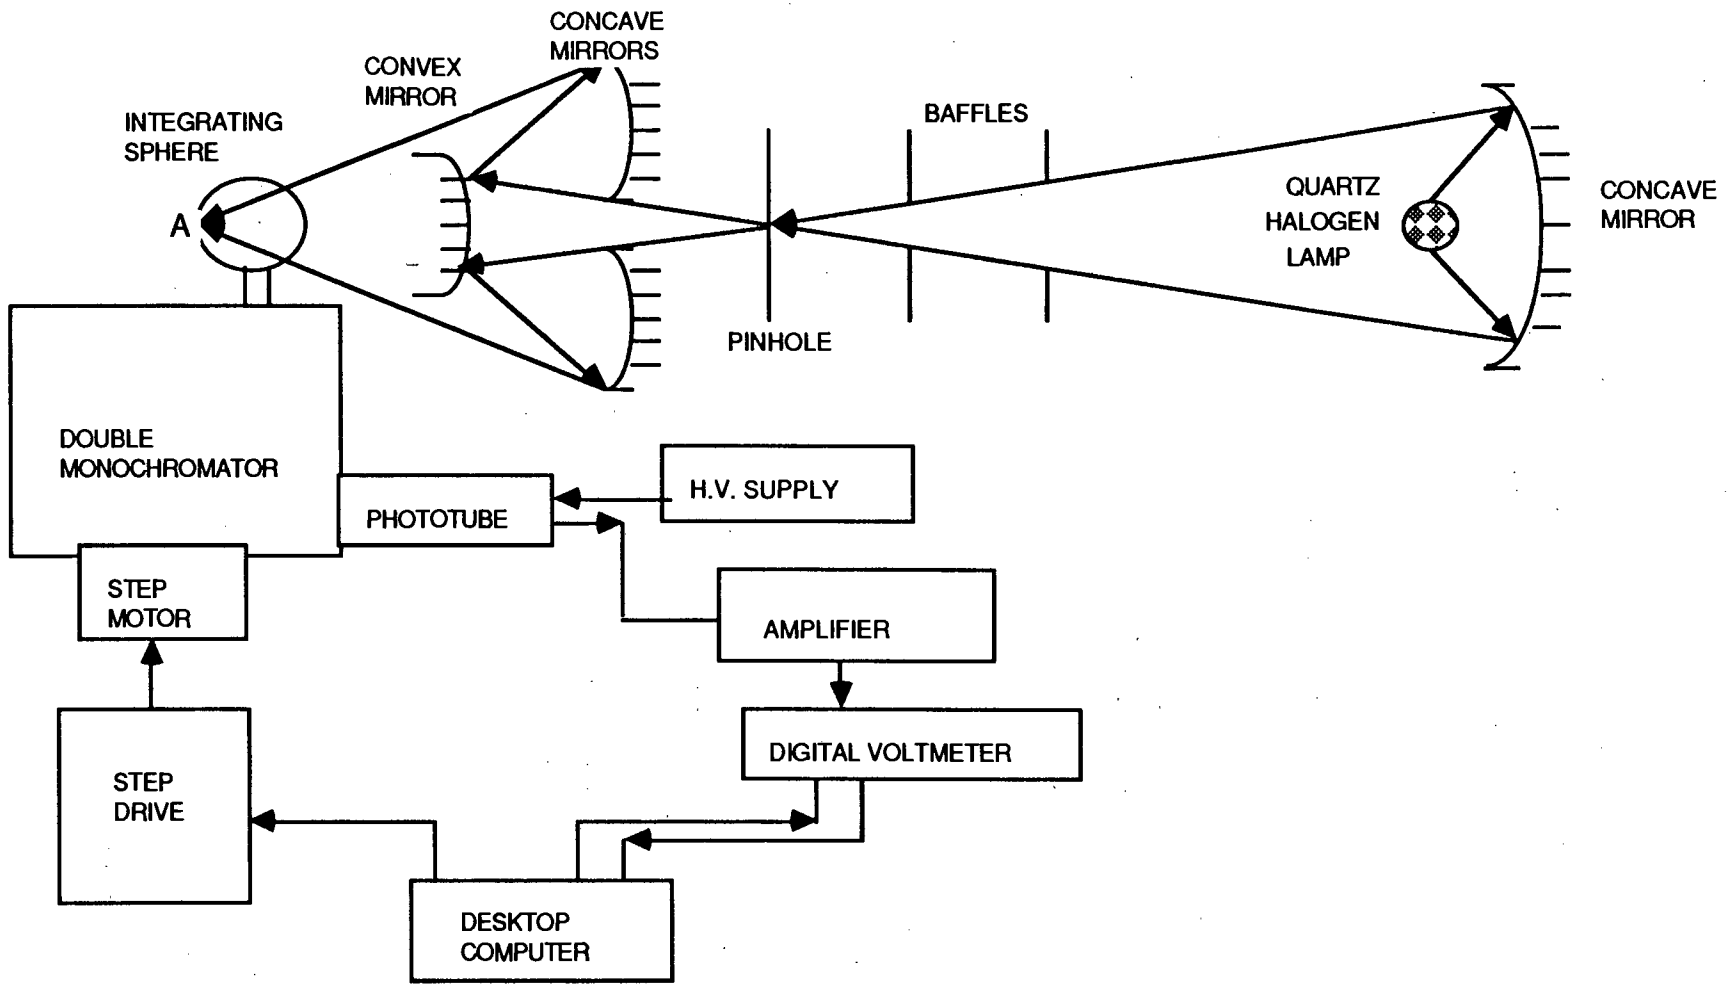 CONCAVE
MIRRORS
CONVEX
MIRROR
INTEGRATING
SPHERE
BAFFLES
A
QUARTZ
HALOGEN
LAMP
CONCAVE
MIRROR
PINHOLE
DOUBLE
MONOCHROMATOR
H.V. SUPPLY
PHOTOTUBE
STEP
MOTOR
AMPLIFIER
DIGITAL VOLTMETER
STEP
DRIVE
DESKTOP
COMPUTER